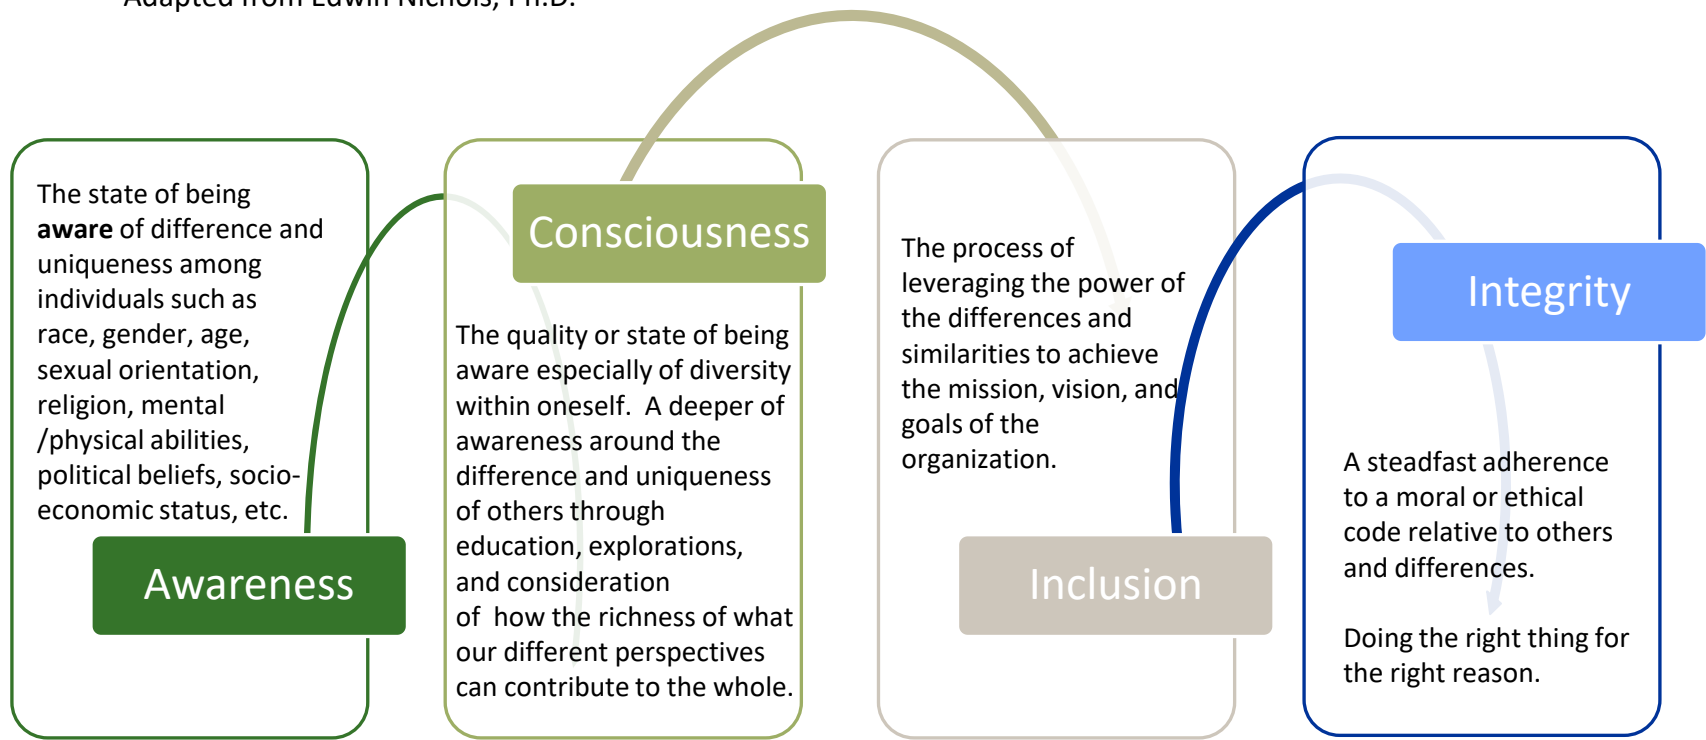 Adapted from Edwin Nichols, Ph.D.
The state of being
aware of difference and
uniqueness among
individuals such as
race, gender, age,
sexual orientation,
religion, mental
/physical abilities,
political beliefs, socio-
economic status, etc.
Awareness
Consciousness
The quality or state of being
aware especially of diversity
within oneself.  A deeper of
awareness around the
difference and uniqueness
of others through
education, explorations,
and consideration
of  how the richness of what
our different perspectives
can contribute to the whole.
The process of
leveraging the power of
the differences and
similarities to achieve
the mission, vision, and
goals of the
organization.
Inclusion
Integrity
A steadfast adherence
to a moral or ethical
code relative to others
and differences.
Doing the right thing for
the right reason.